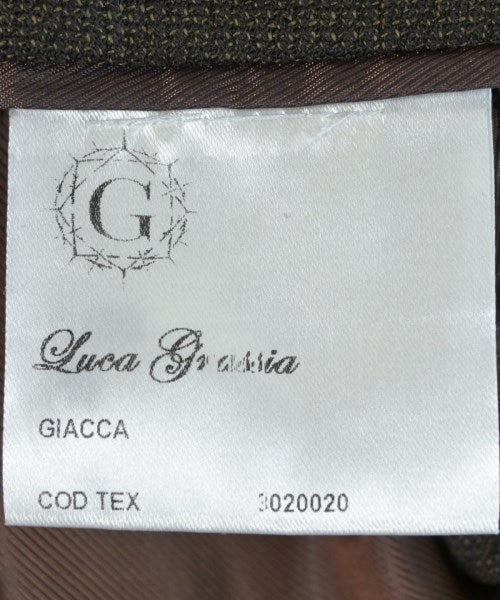 G
Luca Grassia
GIACCA
COD TEX 3020020